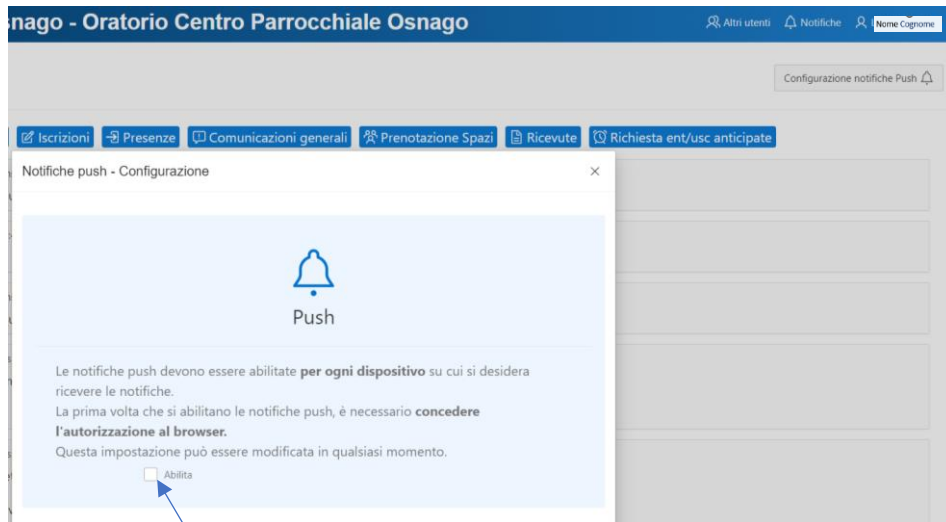 nago - Oratorio Centro Parrocchiale Osnago
Altri utenti Notifiche Nome Cognome
Configurazione notifiche Push
Iscrizioni Presenze Comunicazioni generali Prenotazione Spazi Ricevute Richiesta ent/usc anticipate
Notifiche push - Configurazione
Push
Le notifiche push devono essere abilitate per ogni dispositivo su cui si desidera
ricevere le notifiche.
La prima volta che si abilitano le notifiche push, è necessario concedere
l'autorizzazione al browser.
Questa impostazione può essere modificata in qualsiasi momento.
Abilita